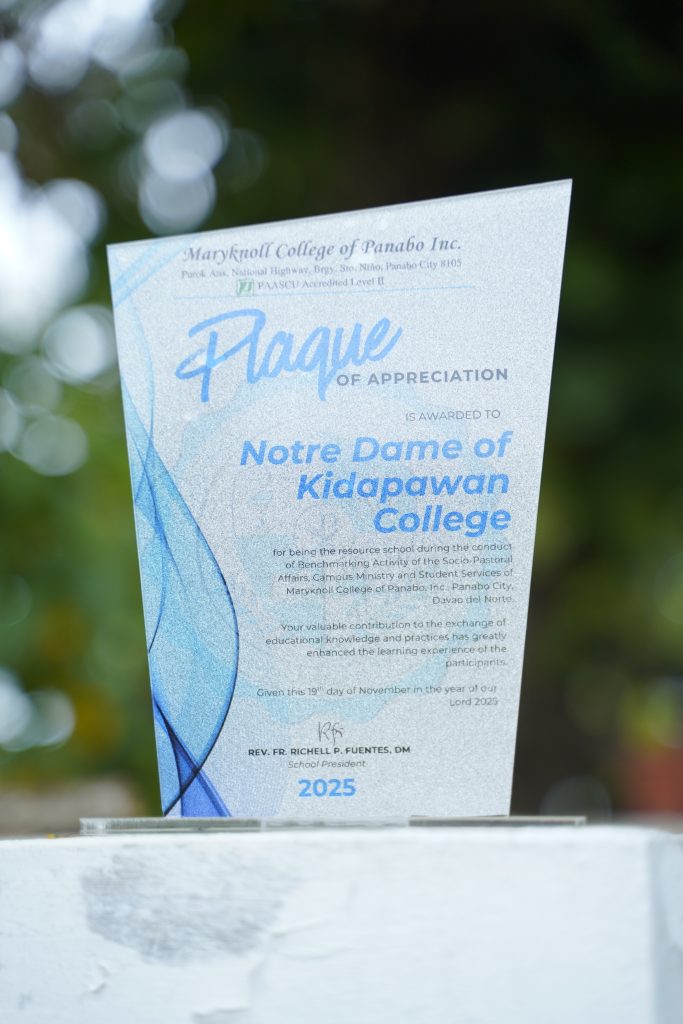 Maryknoll College of Panabo Inc.
Purok Atis, National Highway, Brgy. Sto. Niño, Panabo City 8105
PAASCU Accredited Level II
Plaque
OF APPRECIATION
IS AWARDED TO
Notre Dame of
Kidapawan
College
for being the resource school during the conduct
of Benchmarking Activity of the Socio-Pastoral
Affairs, Campus Ministry and Student Services of
Maryknoll College of Panabo, Inc., Panabo City,
Davao del Norte.
Your valuable contribution to the exchange of
educational knowledge and practices has greatly
enhanced the learning experience of the
participants.
Given this 19th day of November in the year of our
Lord 2025
REV. FR. RICHELL P. FUENTES, DM
School President
2025